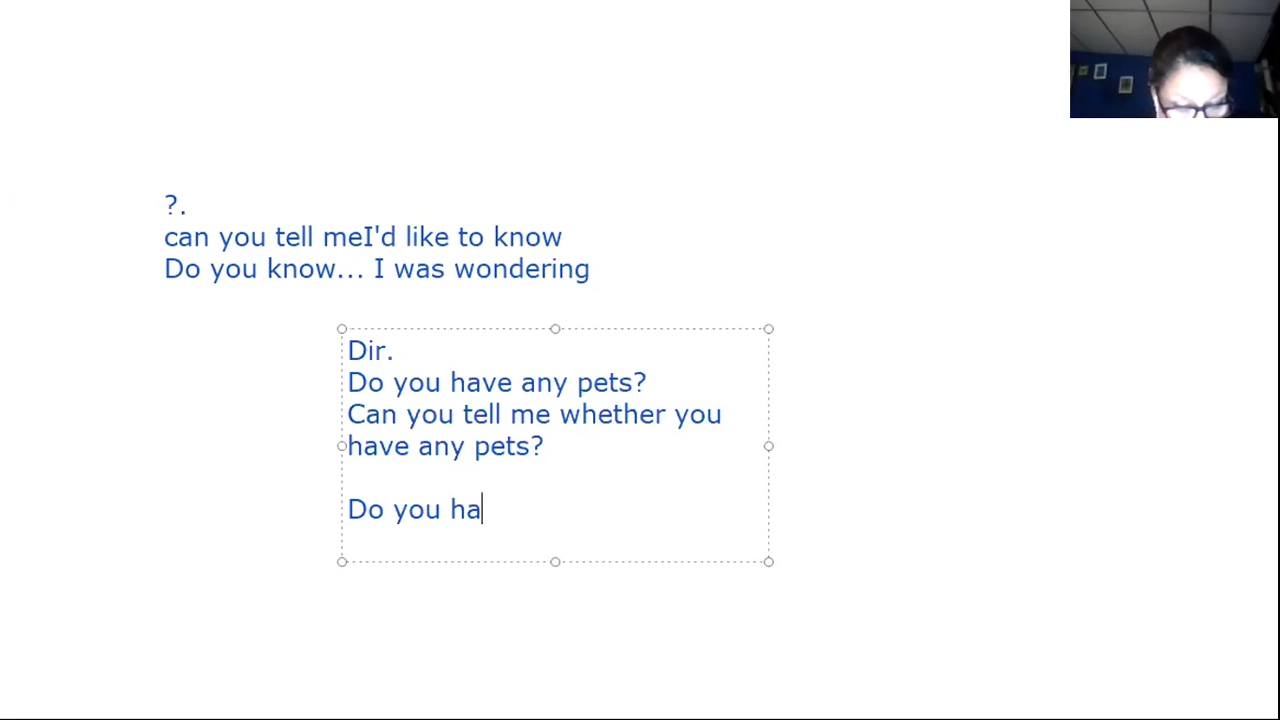 ?.
can you tell meI'd like to know
Do you know... I was wondering
Dir.
Do you have any pets?
Can you tell me whether you
have any pets?
Do you ha